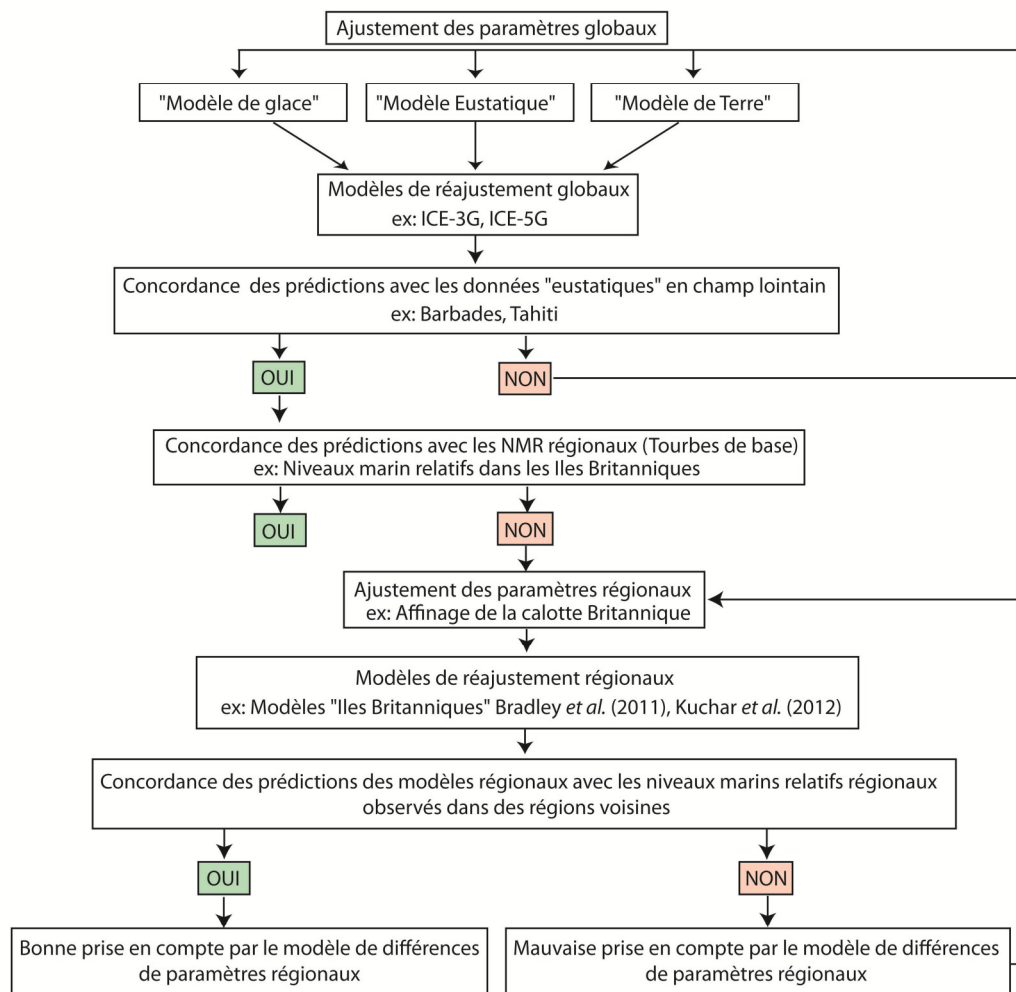 Ajustement des paramètres globaux
"Modèle de glace"
"Modèle Eustatique"
"Modèle de Terre"
Modèles de réajustement globaux
ex: ICE-3G, ICE-5G
Concordance des prédictions avec les données "eustatiques" en champ lointain
ex: Barbades, Tahiti
OUI
NON
Concordance des prédictions avec les NMR régionaux (Tourbes de base)
ex: Niveaux marin relatifs dans les Iles Britanniques
OUI
NON
Ajustement des paramètres régionaux
ex: Affinage de la calotte Britannique
Modèles de réajustement régionaux
ex: Modèles "Iles Britanniques" Bradley et al. (2011), Kuchar et al. (2012)
Concordance des prédictions des modèles régionaux avec les niveaux marins relatifs régionaux
observés dans des régions voisines
OUI
NON
Bonne prise en compte par le modèle de différences
de paramètres régionaux
Mauvaise prise en compte par le modèle de différences
de paramètres régionaux